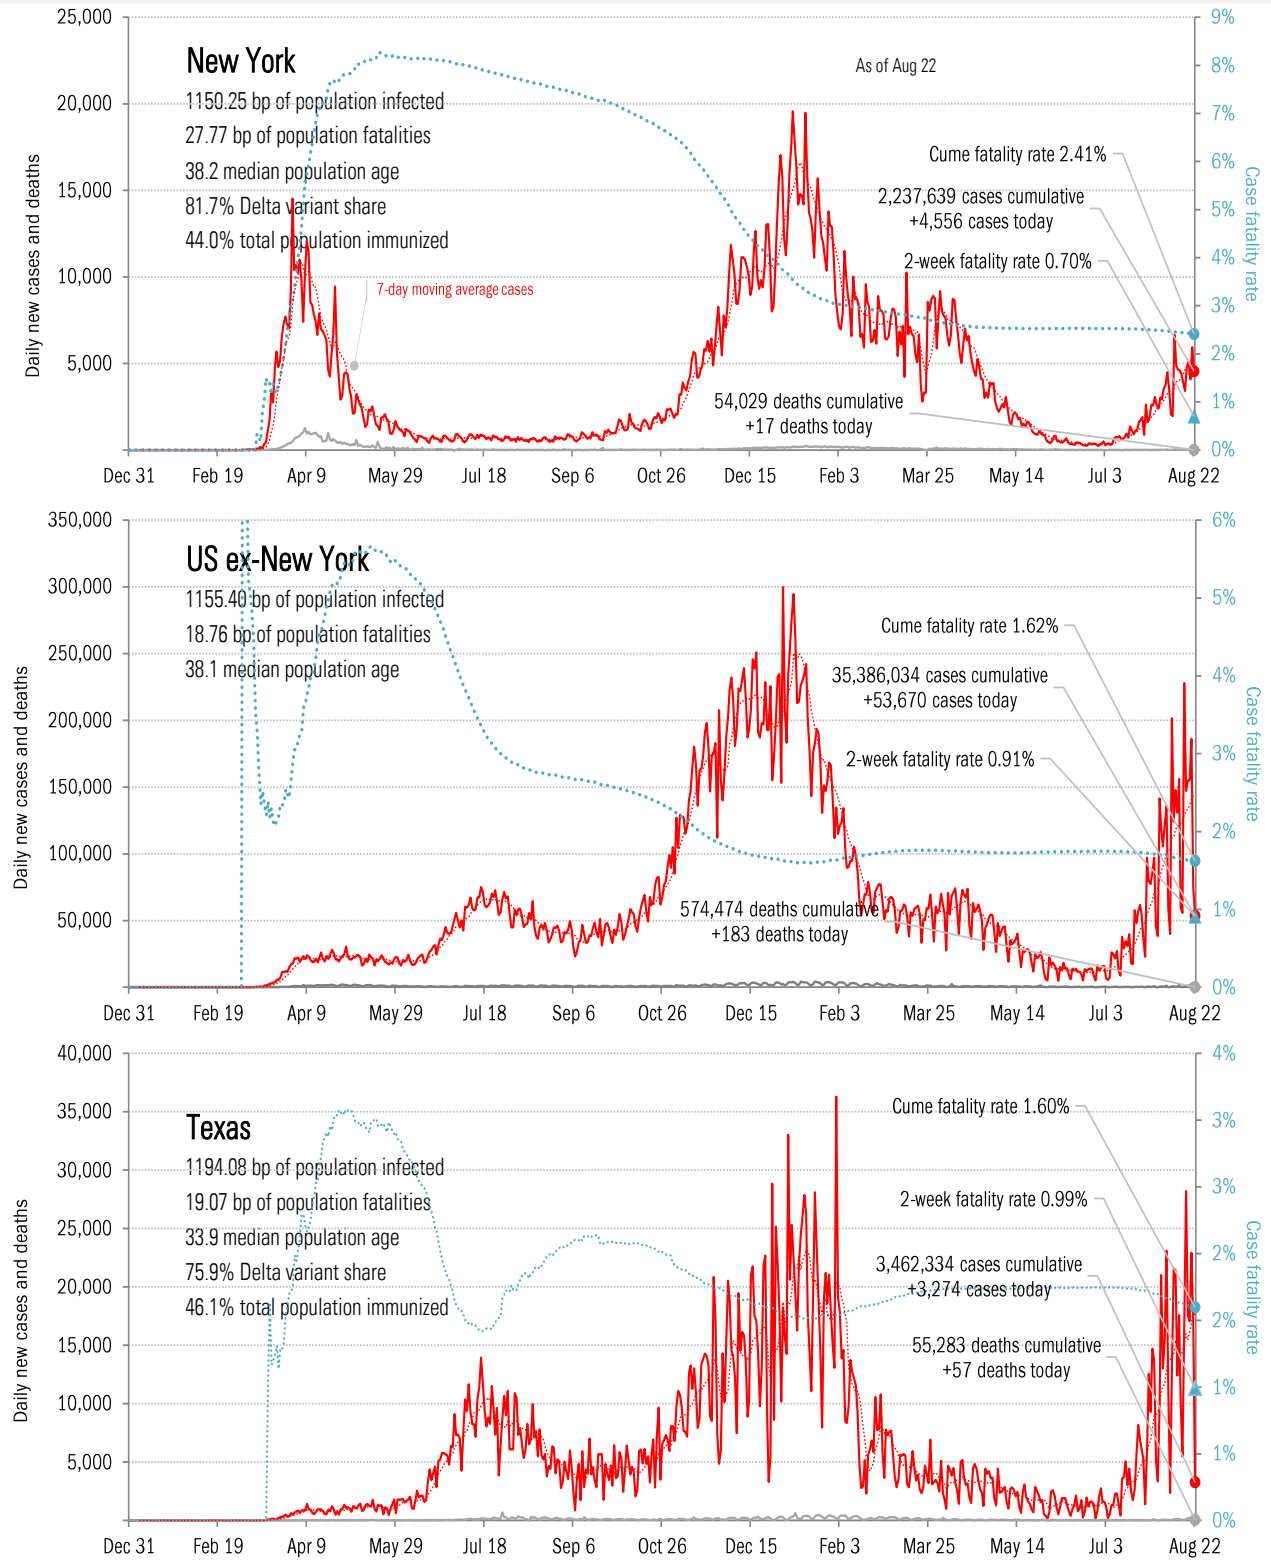 25,000
20,000
15,000
10,000
5,000
Daily new cases and deaths
New York
1150.25 bp of population infected
27.77 bp of population fatalities
38.2 median population age
81.7% Delta variant share
44.0% total population immunized
7-day moving average cases
As of Aug 22
Cume fatality rate 2.41%
2,237,639 cases cumulative
+4,556 cases today
2-week fatality rate 0.70%
54,029 deaths cumulative
+17 deaths today
9%
8%
7%
6%
5%
4%
3%
2%
1%
0%
Case fatality rate
Dec 31 Feb 19 Apr 9 May 29 Jul 18 Sep 6 Oct 26 Dec 15 Feb 3 Mar 25 May 14 Jul 3 Aug 22
350,000
300,000
250,000
200,000
150,000
100,000
50,000
Daily new cases and deaths
US ex-New York
1155.40 bp of population infected
18.76 bp of population fatalities
38.1 median population age
Cume fatality rate 1.62%
35,386,034 cases cumulative
+53,670 cases today
2-week fatality rate 0.91%
574,474 deaths cumulative
+183 deaths today
6%
5%
4%
3%
2%
1%
0%
Case fatality rate
Dec 31 Feb 19 Apr 9 May 29 Jul 18 Sep 6 Oct 26 Dec 15 Feb 3 Mar 25 May 14 Jul 3 Aug 22
40,000
35,000
30,000
25,000
20,000
15,000
10,000
5,000
Daily new cases and deaths
Texas
1194.08 bp of population infected
19.07 bp of population fatalities
33.9 median population age
75.9% Delta variant share
46.1% total population immunized
Cume fatality rate 1.60%
2-week fatality rate 0.99%
3,462,334 cases cumulative
+3,274 cases today
55,283 deaths cumulative
+57 deaths today
4%
3%
3%
2%
2%
1%
1%
0%
Case fatality rate
Dec 31 Feb 19 Apr 9 May 29 Jul 18 Sep 6 Oct 26 Dec 15 Feb 3 Mar 25 May 14 Jul 3 Aug 22